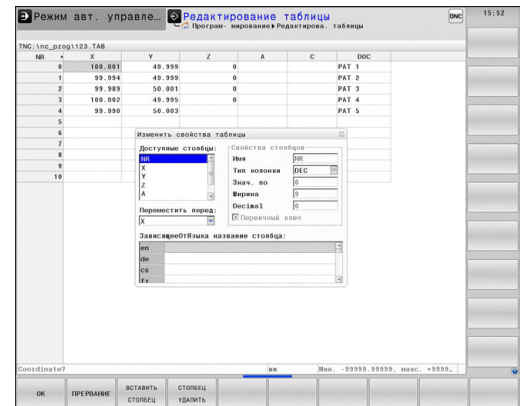 Режим авт. управле… Редактирование таблицы DNC 15:52
Програм- мирование Редактирова. таблицы
TNC:\nc_prog\123.TAB
NR X Y Z A C DOC
0 100.001 49.999 0 PAT 1
1 99.994 49.999 0 PAT 2
2 99.989 50.001 0 PAT 3
3 100.002 49.995 0 PAT 4
4 99.990 50.003 PAT 5
5
6
7
8
9
10
Изменить свойства таблицы
Доступные столбцы:
NR
X
Y
Z
A
Переместить перед:
X
Свойства столбцов
Имя NR
Тип колонки DEC
Знач. по 0
Ширина 9
Decimal 0
Первичный ключ
ЗависящееОтЯзыка название столбца:
en
de
cs
fr
Coordinate? мм Мин. -99999.99999, макс. +9999…
ОК ПРЕРВАНИЕ ВСТАВИТЬ СТОЛБЕЦ СТОЛБЕЦ УДАЛИТЬ